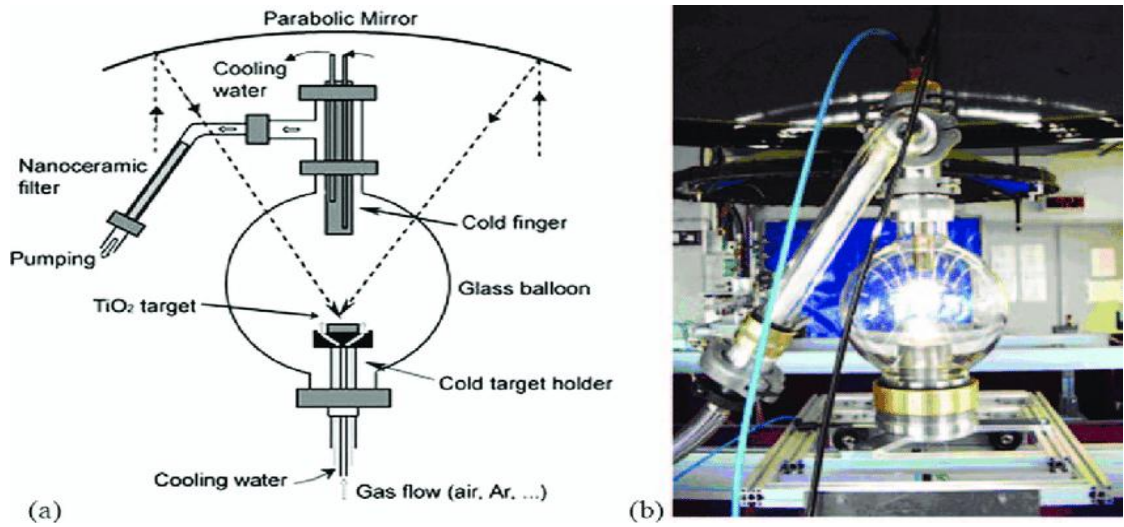 Parabolic Mirror
Cooling
water
Nanoceramic
filter
Cold finger
Pumping
Glass balloon
TiO₂ target
Cold target holder
Cooling water
Gas flow (air, Ar, ...)
(a)
(b)